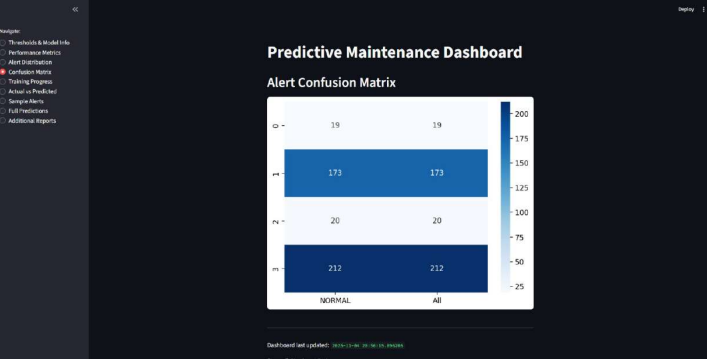 Deploy
Navigate:
Thresholds & Model Info
Performance Metrics
Alert Distribution
Confusion Matrix
Training Progress
Actual vs Predicted
Sample Alerts
Full Predictions
Additional Reports
Predictive Maintenance Dashboard
Alert Confusion Matrix
0 19 19
1 173 173
2 20 20
3 212 212
NORMAL All
200
175
150
125
100
75
50
25
Dashboard last updated: